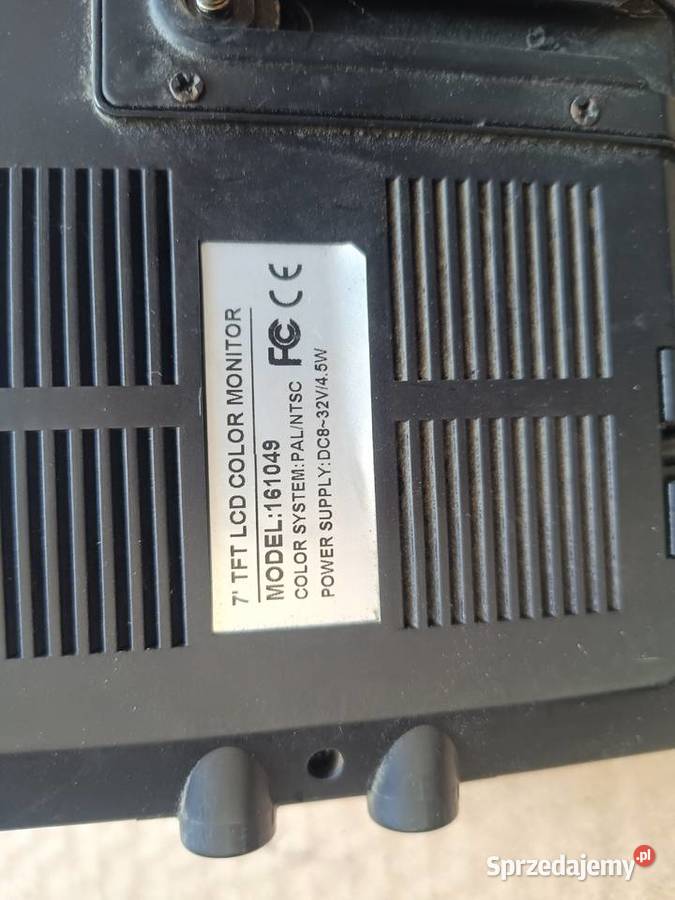 7' TFT LCD COLOR MONITOR
MODEL:161049
COLOR SYSTEM:PAL/NTSC
POWER SUPPLY:DC8~32V/4.5W
FC CE
Sprzedajemy.pl